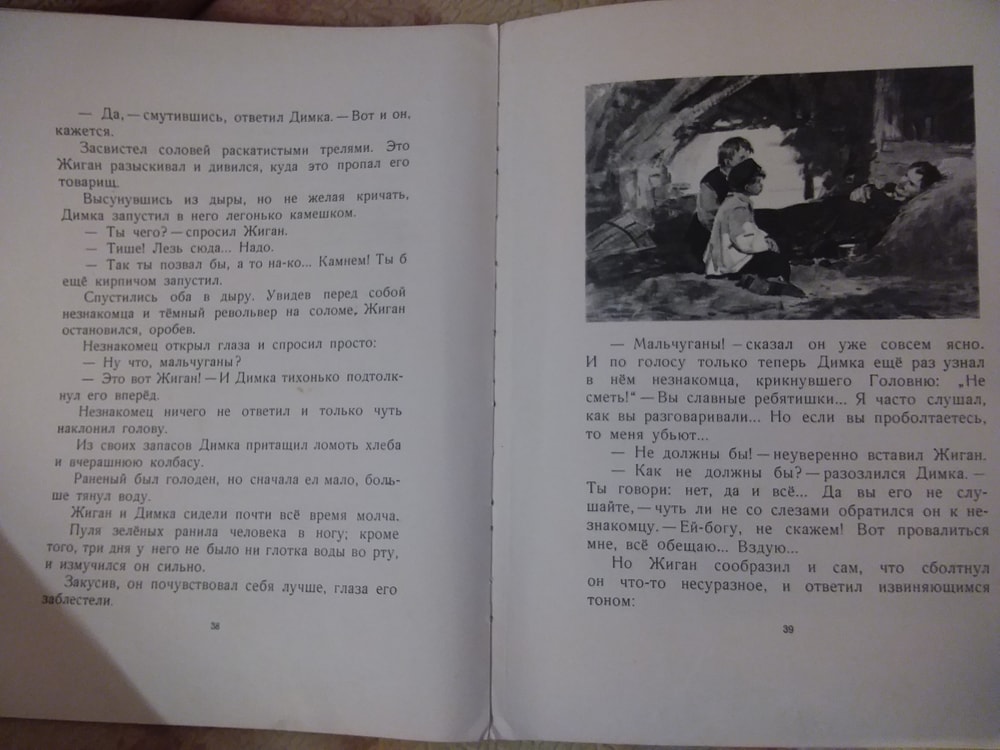 — Да, — смутившись, ответил Димка. — Вот и он,
кажется.
Засвистел соловей раскатистыми трелями. Это
Жиган разыскивал и дивился, куда это пропал его
товарищ.
Высунувшись из дыры, но не желая кричать,
Димка запустил в него легонько камешком.
— Ты чего? — спросил Жиган.
— Тише! Лезь сюда... Надо.
— Так ты позвал бы, а то на-ко... Камнем! Ты б
ещё кирпичом запустил.
Спустились оба в дыру. Увидев перед собой
незнакомца и тёмный револьвер на соломе, Жиган
остановился, оробев.
Незнакомец открыл глаза и спросил просто:
— Ну что, мальчуганы?
— Это вот Жиган! — И Димка тихонько подтолк-
нул его вперёд.
Незнакомец ничего не ответил и только чуть
наклонил голову.
Из своих запасов Димка притащил ломоть хлеба
и вчерашнюю колбасу.
Раненый был голоден, но сначала ел мало, боль-
ше тянул воду.
Жиган и Димка сидели почти всё время молча.
Пуля зелёных ранила человека в ногу; кроме
того, три дня у него не было ни глотка воды во рту,
и измучился он сильно.
Закусив, он почувствовал себя лучше, глаза его
заблестели.
38
— Мальчуганы! — сказал он уже совсем ясно.
И по голосу только теперь Димка ещё раз узнал
в нём незнакомца, крикнувшего Головню: „Не
сметь!“ — Вы славные ребятишки... Я часто слушал,
как вы разговаривали... Но если вы проболтаетесь,
то меня убьют...
— Не должны бы! — неуверенно вставил Жиган.
— Как не должны бы? — разозлился Димка. —
Ты говори: нет, да и всё... Да вы его не слу-
шайте, — чуть ли не со слезами обратился он к не-
знакомцу. — Ей-богу, не скажем! Вот провалиться
мне, всё обещаю... Вздую...
Но Жиган сообразил и сам, что сболтнул
он что-то несуразное, и ответил извиняющимся
тоном:
39